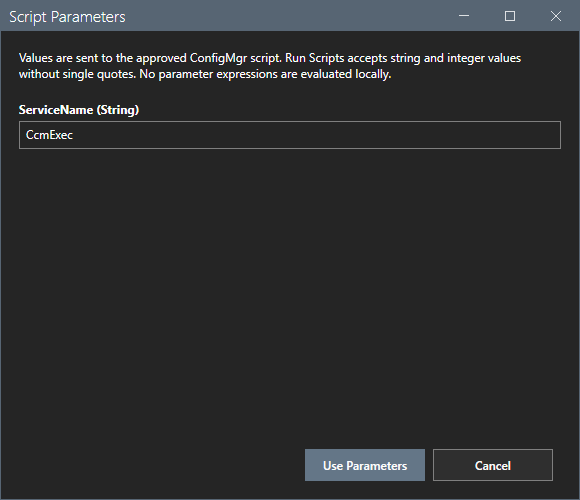 Script Parameters
Values are sent to the approved ConfigMgr script. Run Scripts accepts string and integer values
without single quotes. No parameter expressions are evaluated locally.
ServiceName (String)
CcmExec
Use Parameters
Cancel